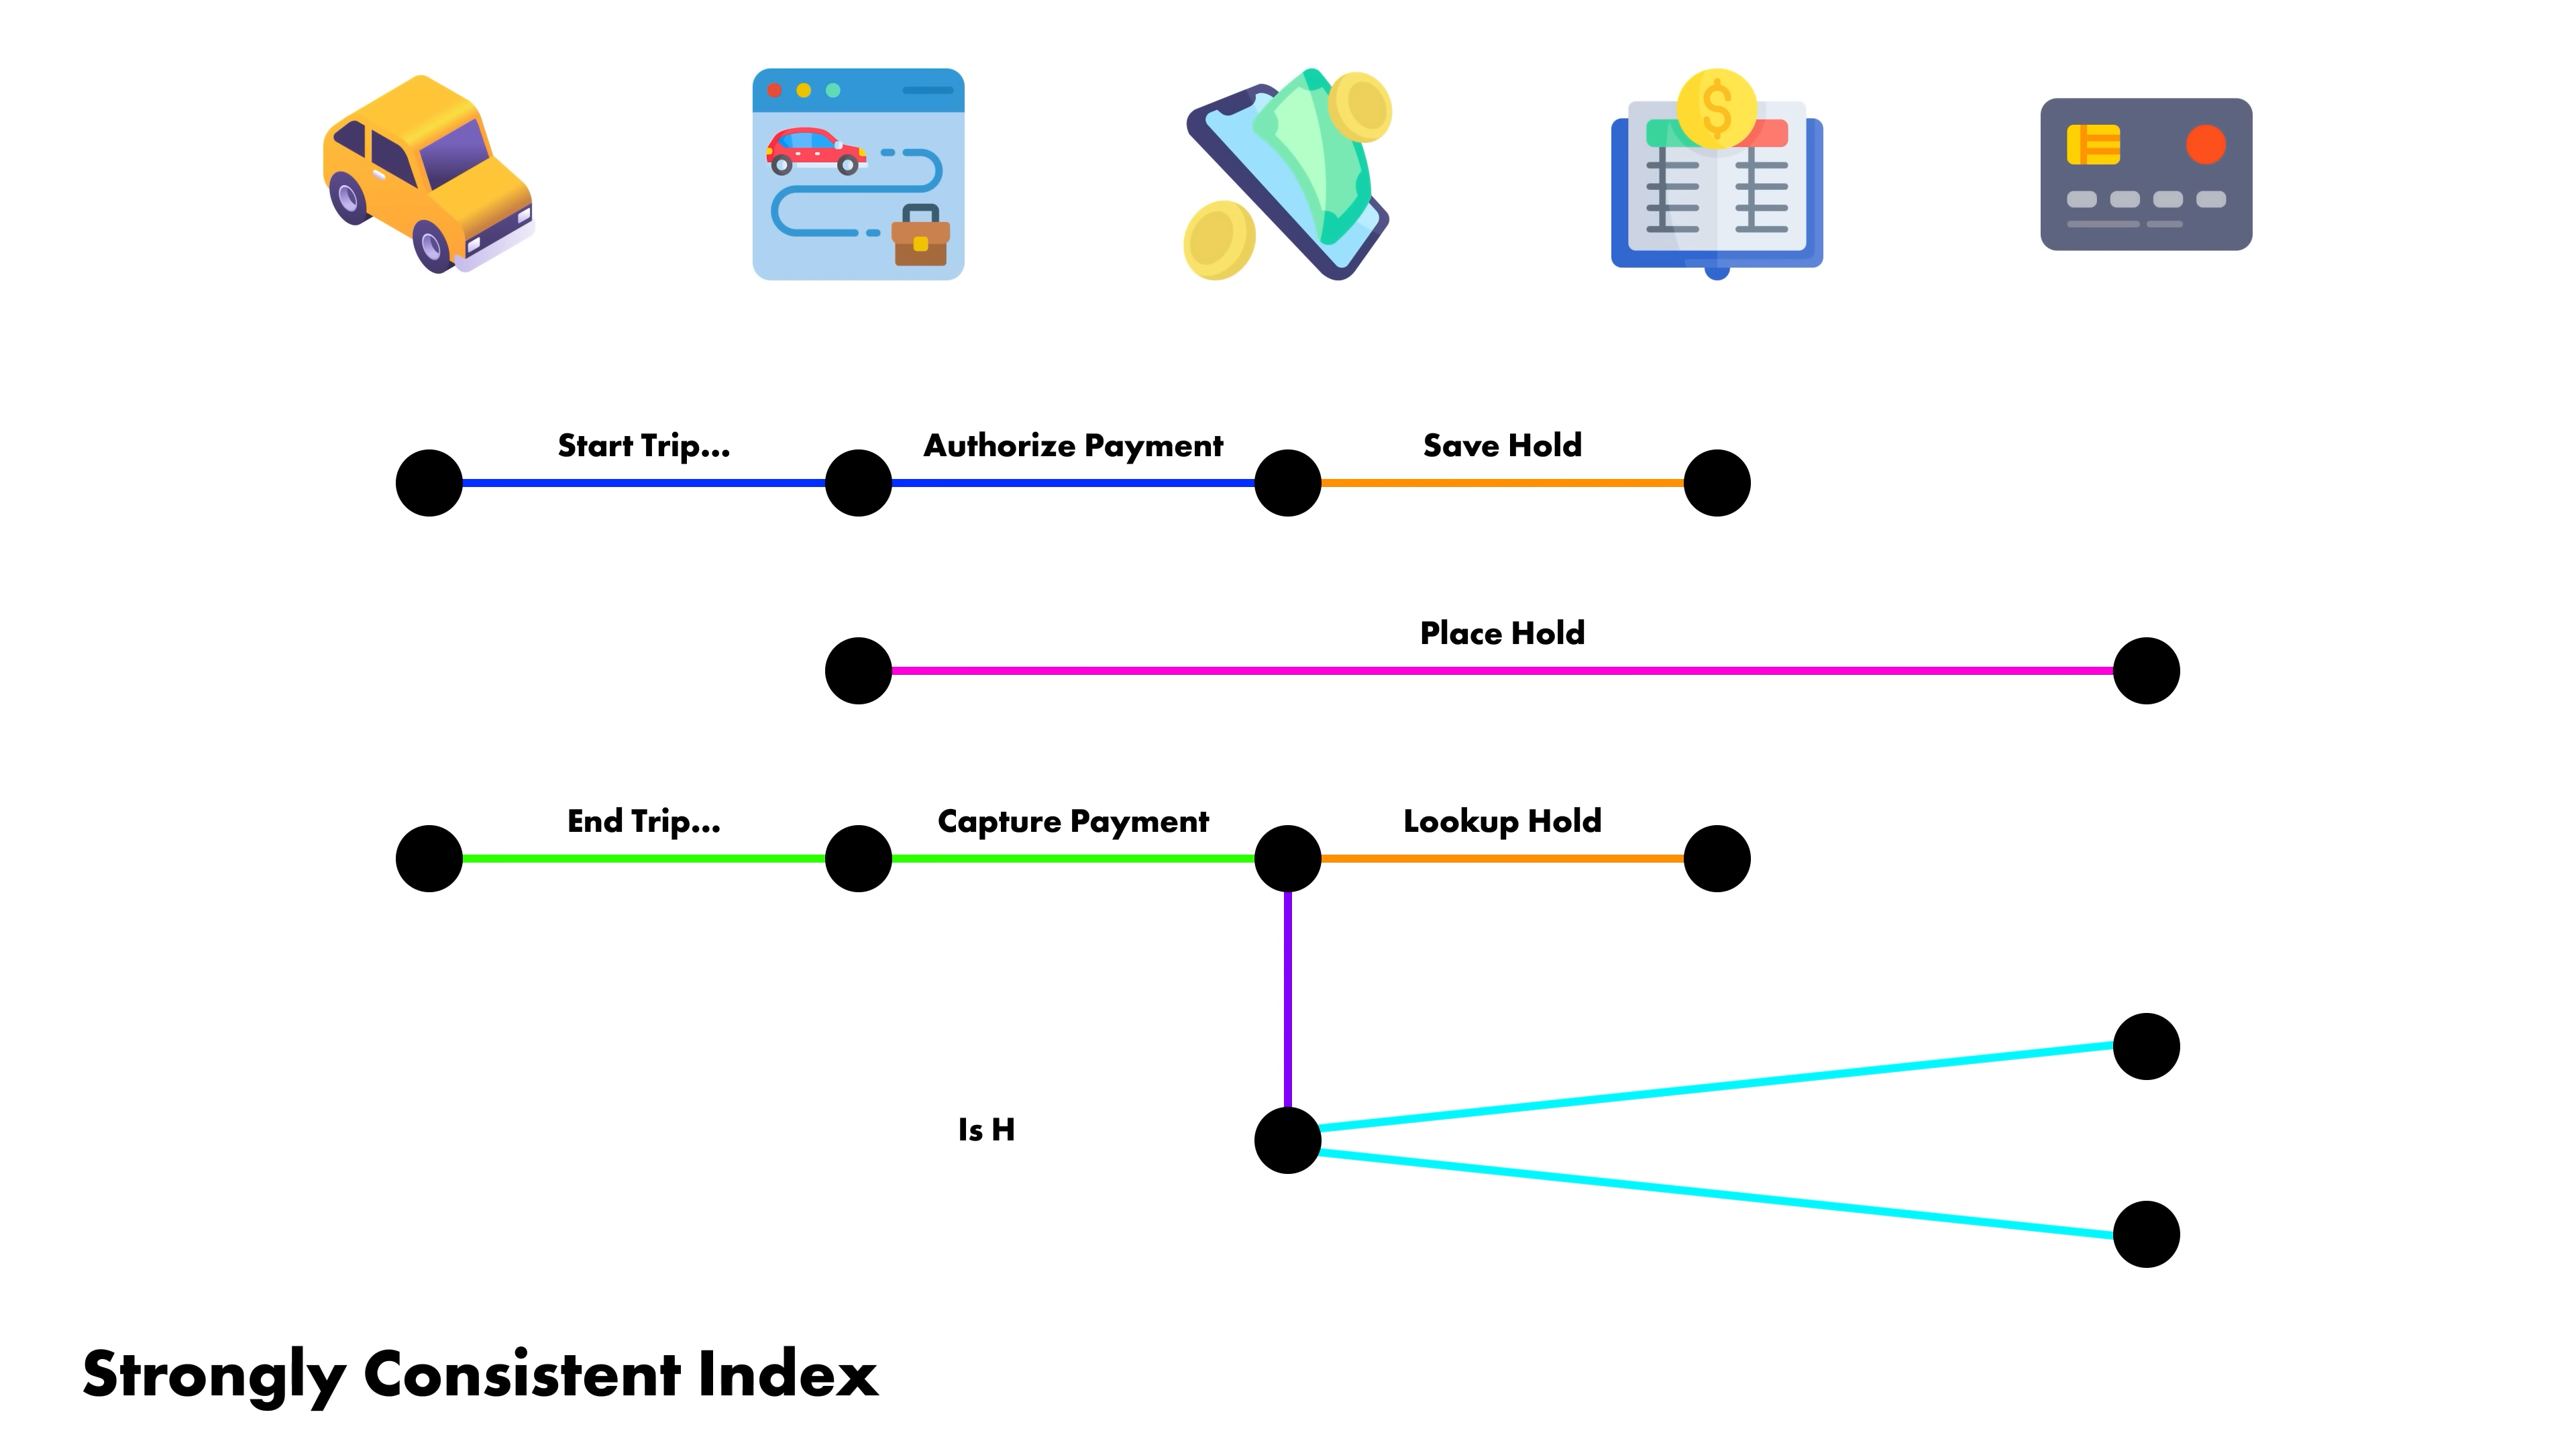 Start Trip...
Authorize Payment
Save Hold
Place Hold
End Trip...
Capture Payment
Lookup Hold
Is H
Strongly Consistent Index